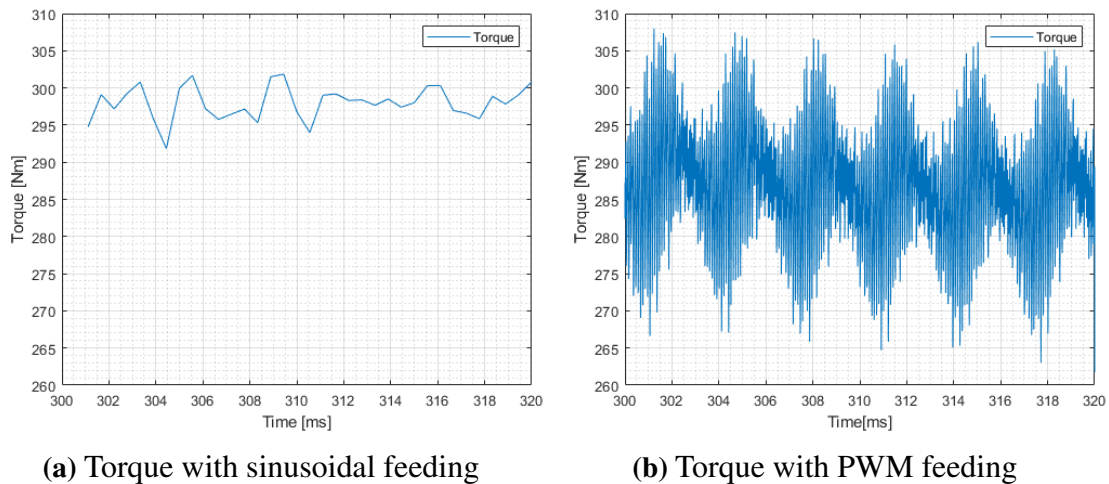 310
305
300
295
290
285
280
275
270
265
260
Torque [Nm]
Torque
300 302 304 306 308 310 312 314 316 318 320
Time [ms]
(a) Torque with sinusoidal feeding
310
305
300
295
290
285
280
275
270
265
260
Torque [Nm]
Torque
300 302 304 306 308 310 312 314 316 318 320
Time[ms]
(b) Torque with PWM feeding